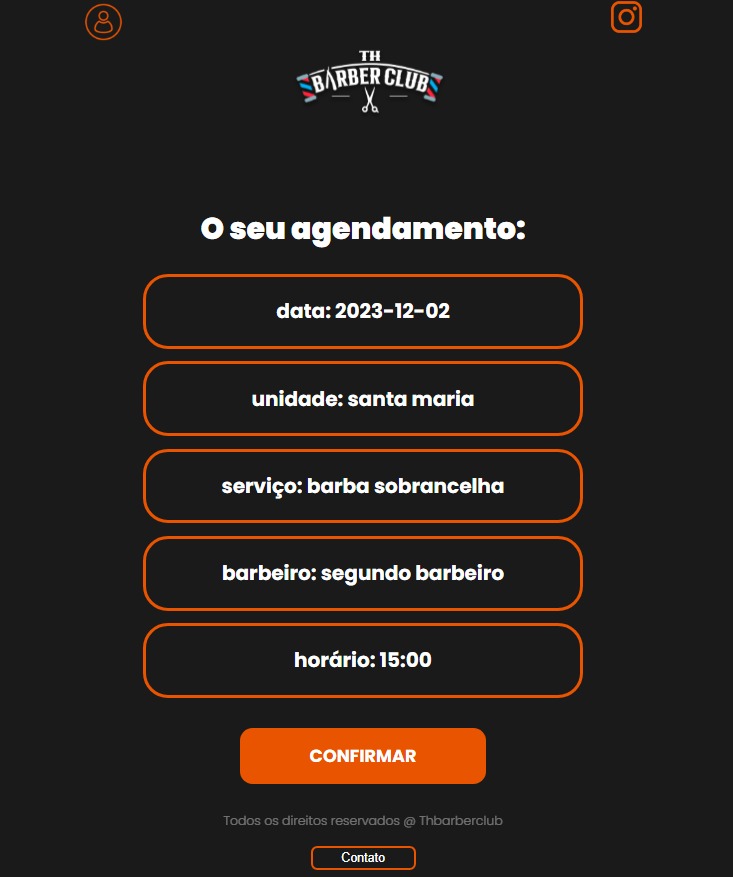 TH
BARBER CLUB
O seu agendamento:
data: 2023-12-02
unidade: santa maria
serviço: barba sobrancelha
barbeiro: segundo barbeiro
horário: 15:00
CONFIRMAR
Todos os direitos reservados @ Thbarberclub
Contato